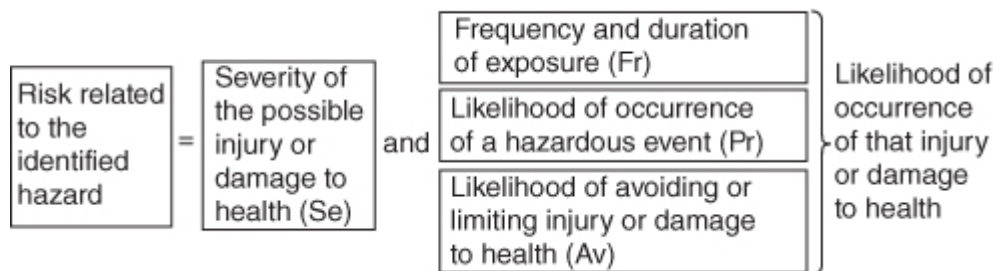 Risk related
to the
identified
hazard
=
Severity of
the possible
injury or
damage to
health (Se)
and
Frequency and duration
of exposure (Fr)
Likelihood of occurrence
of a hazardous event (Pr)
Likelihood of avoiding or
limiting injury or damage
to health (Av)
Likelihood of
occurrence
of that injury
or damage
to health